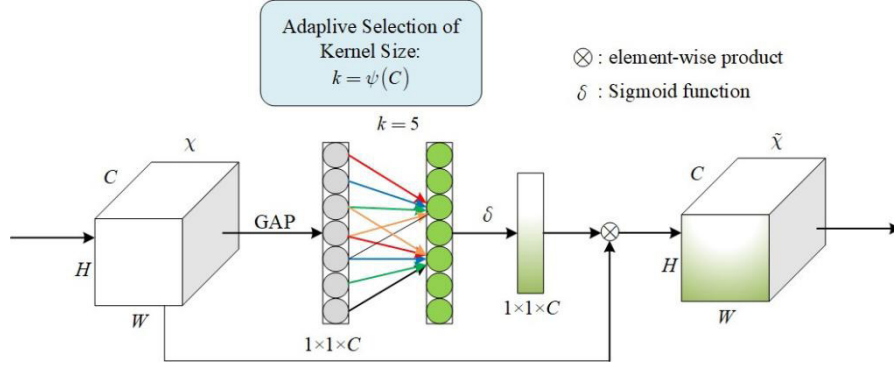 Adaplive Selection of
Kernel Size:
k = ψ(C)
⊗ : element-wise product
δ : Sigmoid function
k = 5
χ
C
GAP
H
W
1×1×C
δ
1×1×C
χ̃
C
H
W